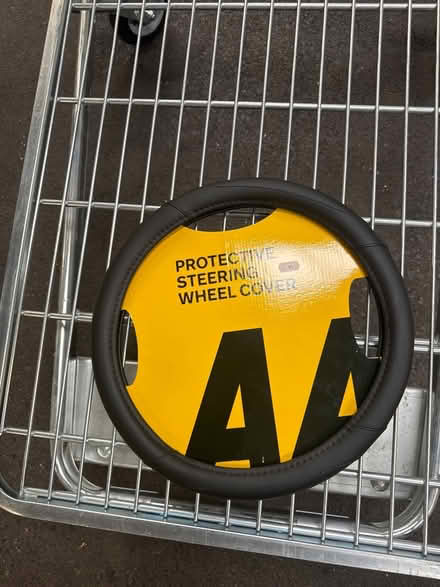 PROTECTIVE
STEERING
WHEEL COVER
AA